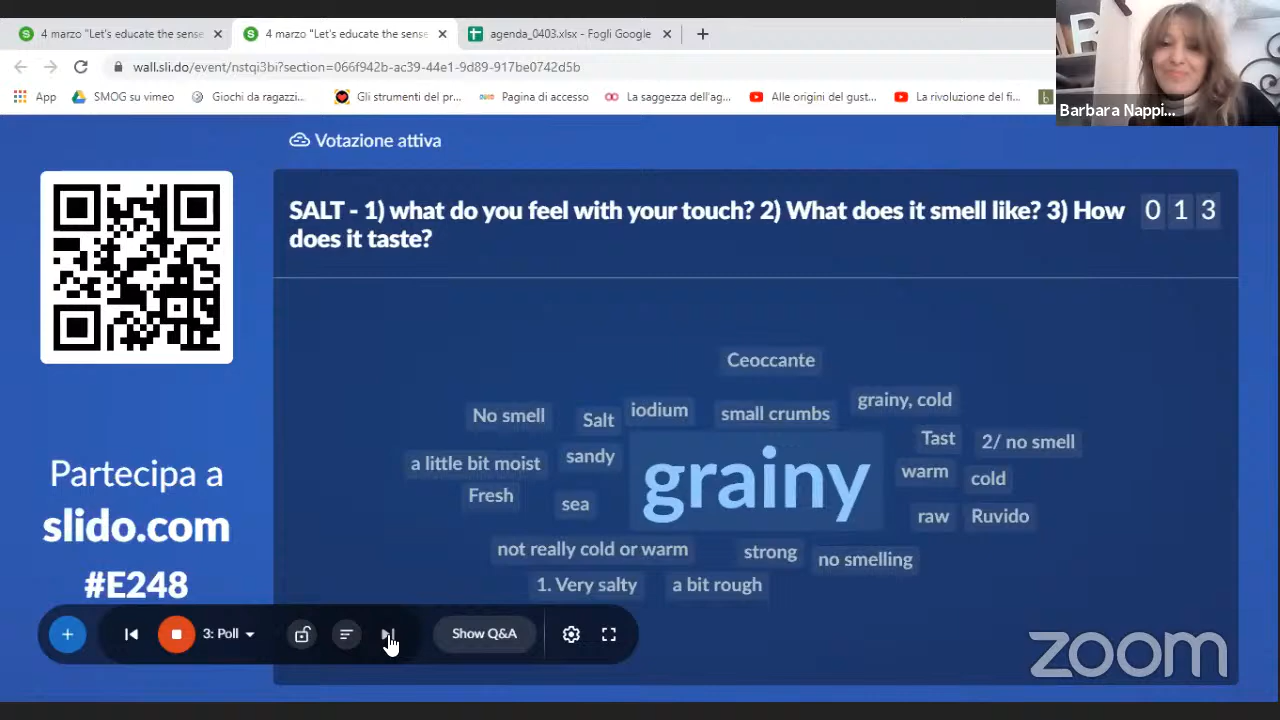 4 marzo "Let's educate the sense
4 marzo "Let's educate the sense
agenda_0403.xlsx - Fogli Google
wall.sli.do/event/nstqi3bi?section=066f942b-ac39-44e1-9d89-917be0742d5b
App
SMOG su vimeo
Giochi da ragazzi...
Gli strumenti del pr...
Pagina di accesso
La saggezza dell'ag...
Alle origini del gust...
La rivoluzione del fi...
Barbara Nappi...
Votazione attiva
SALT - 1) what do you feel with your touch? 2) What does it smell like? 3) How
does it taste?
0 1 3
Ceoccante
grainy, cold
No smell
Salt
iodium
small crumbs
Tast
2/ no smell
a little bit moist
sandy
grainy
warm
cold
Fresh
sea
raw
Ruvido
not really cold or warm
strong
no smelling
1. Very salty
a bit rough
Partecipa a
slido.com
#E248
3: Poll
Show Q&A
zoom